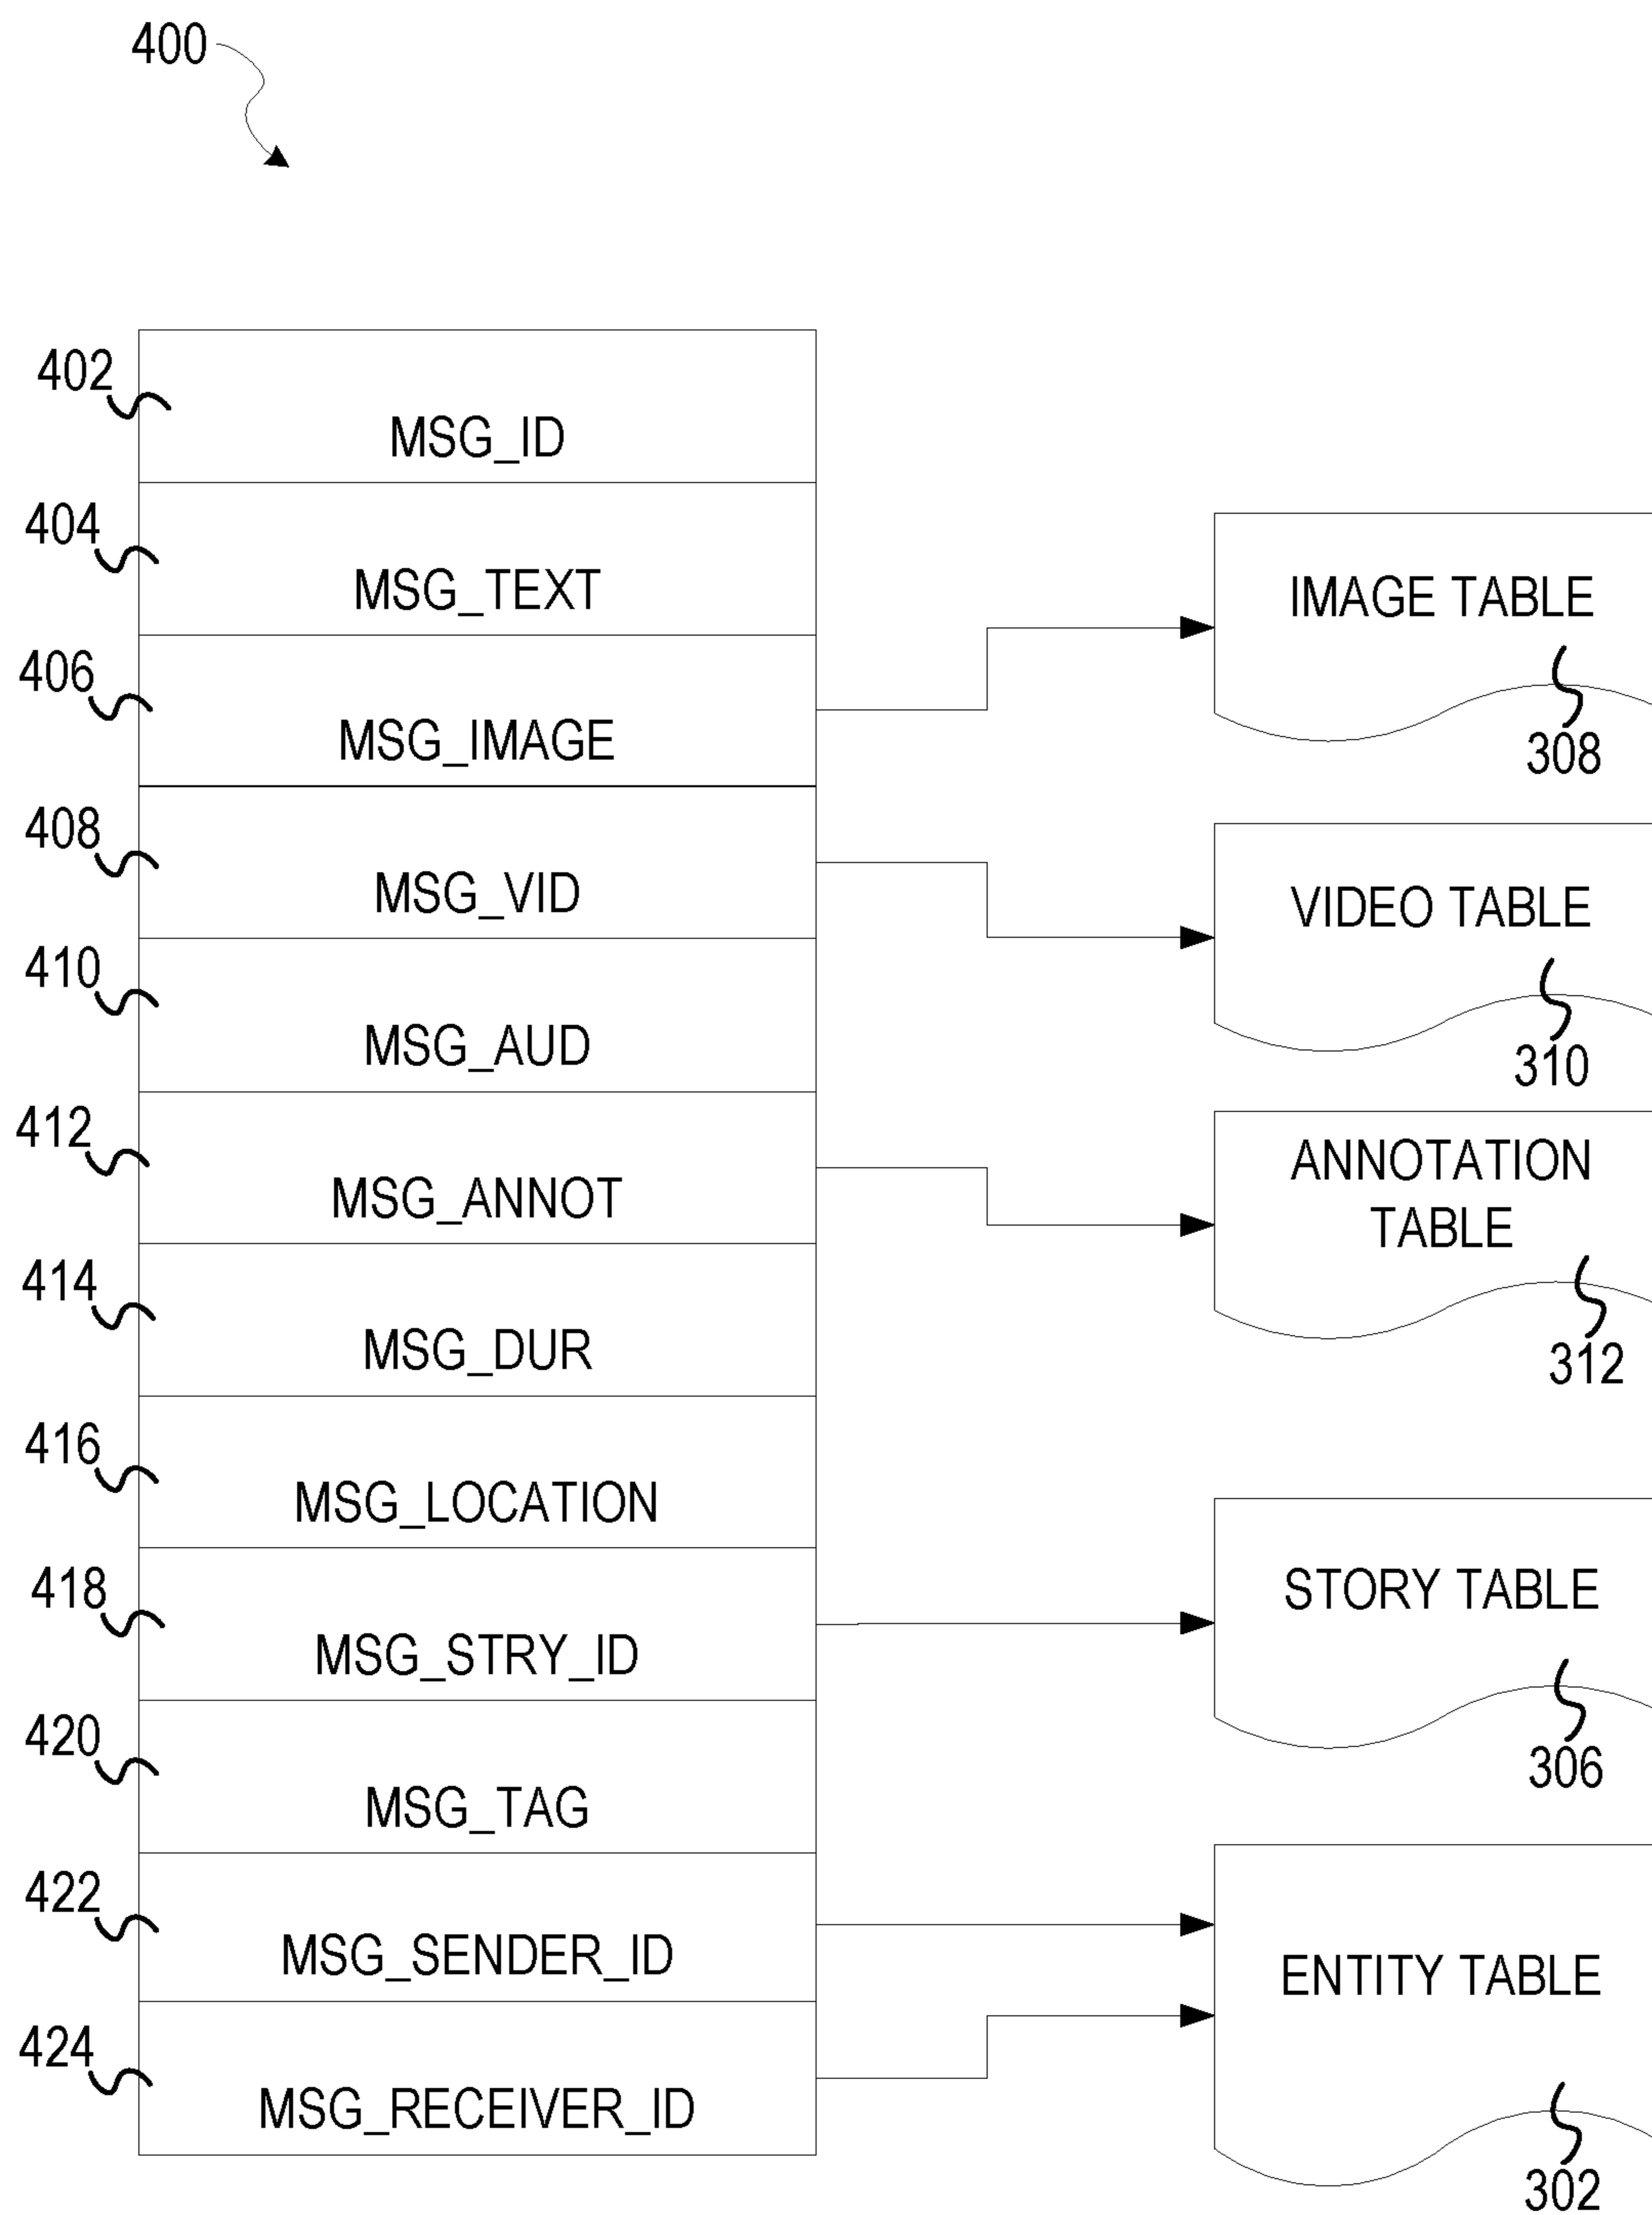 400
402
MSG_ID
404
MSG_TEXT
406
MSG_IMAGE
408
MSG_VID
410
MSG_AUD
412
MSG_ANNOT
414
MSG_DUR
416
MSG_LOCATION
418
MSG_STRY_ID
420
MSG_TAG
422
MSG_SENDER_ID
424
MSG_RECEIVER_ID
IMAGE TABLE
308
VIDEO TABLE
310
ANNOTATION
TABLE
312
STORY TABLE
306
ENTITY TABLE
302